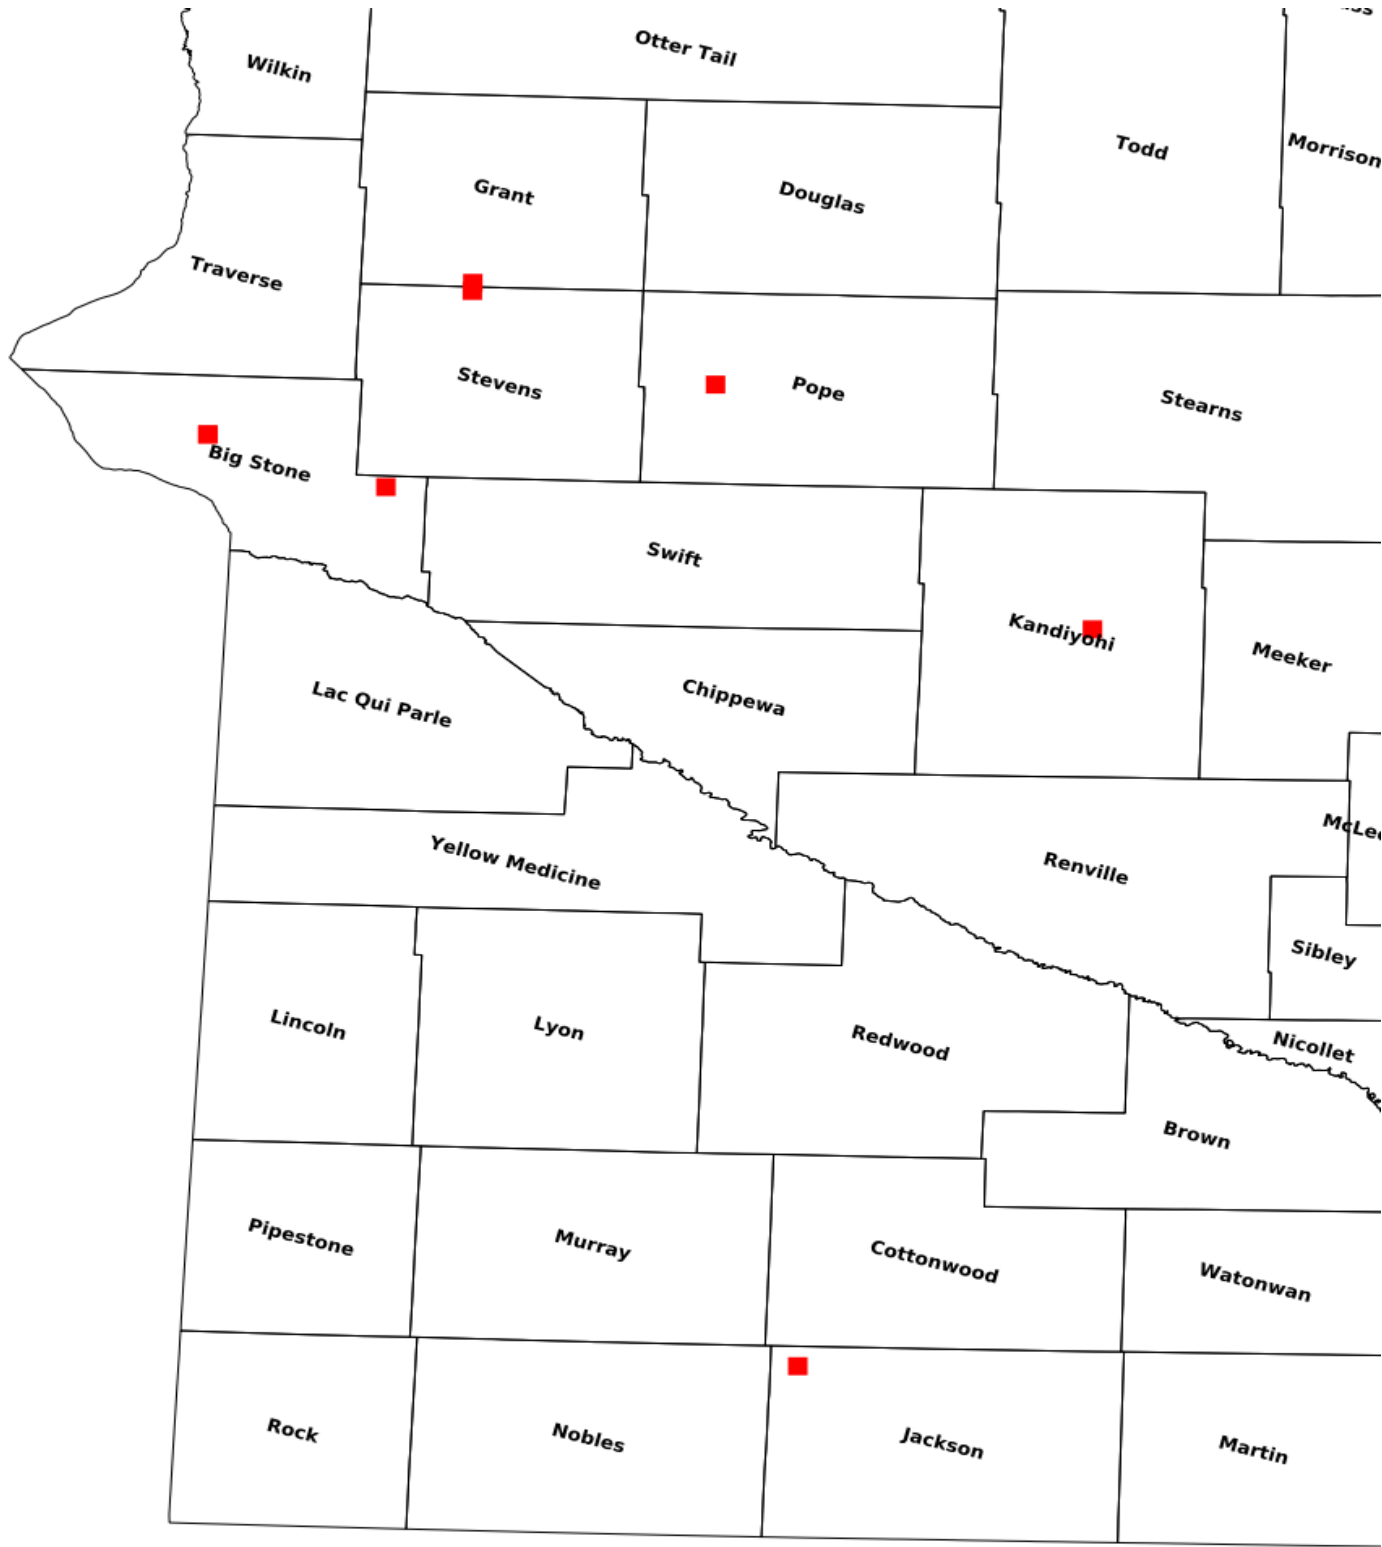 Otter Tail
Wilkin
Todd
Morrison
Grant
Douglas
Traverse
Stevens
Pope
Stearns
Big Stone
Swift
Kandiyohi
Meeker
Lac Qui Parle
Chippewa
Yellow Medicine
Renville
Sibley
Lincoln
Lyon
Redwood
Nicollet
Brown
Pipestone
Murray
Cottonwood
Watonwan
Rock
Nobles
Jackson
Martin